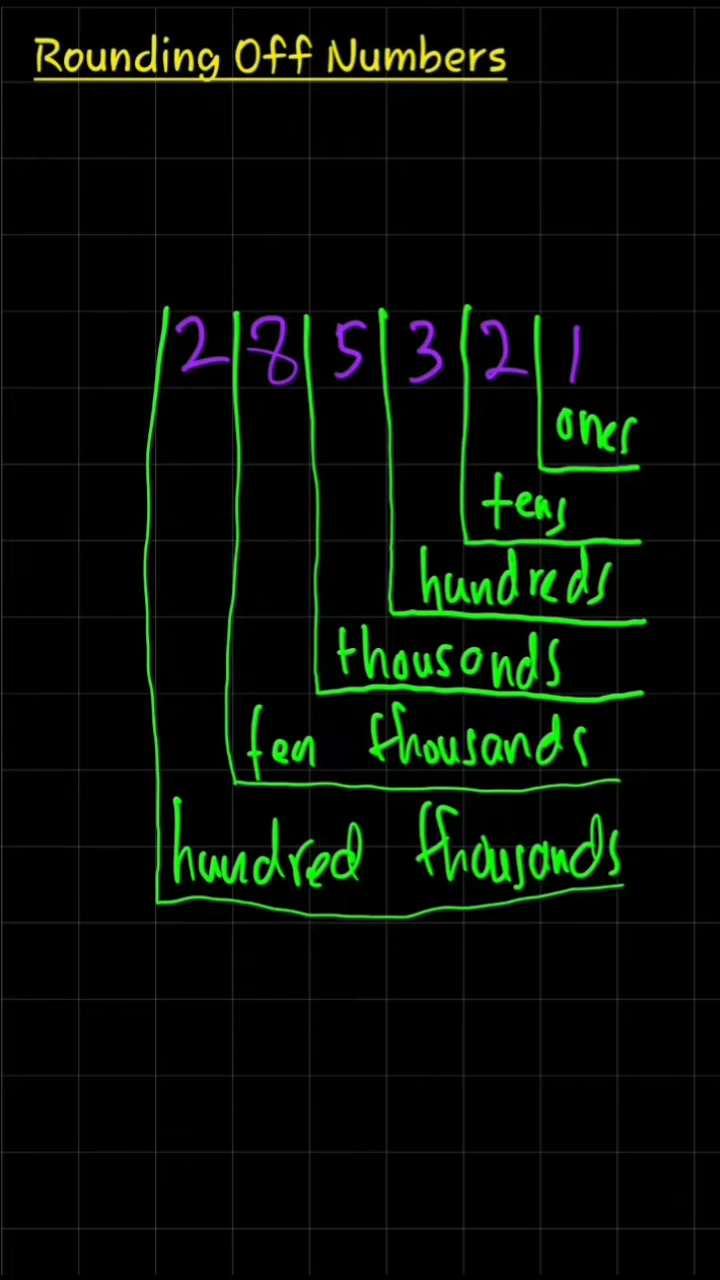 Rounding Off Numbers
2 8 5 3 2 1
ones
tens
hundreds
thousands
ten thousands
hundred thousands